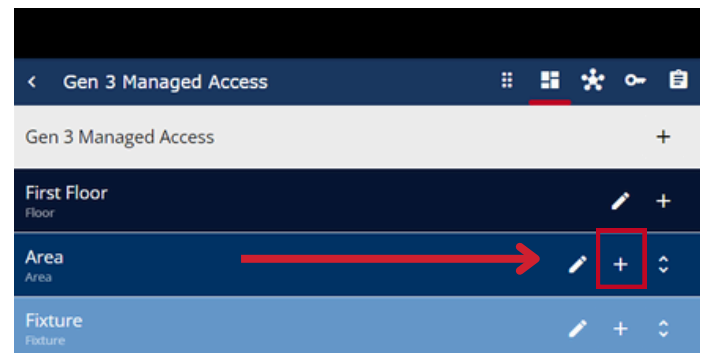 Gen 3 Managed Access
Gen 3 Managed Access
First Floor
Floor
Area
Area
Fixture
Fixture